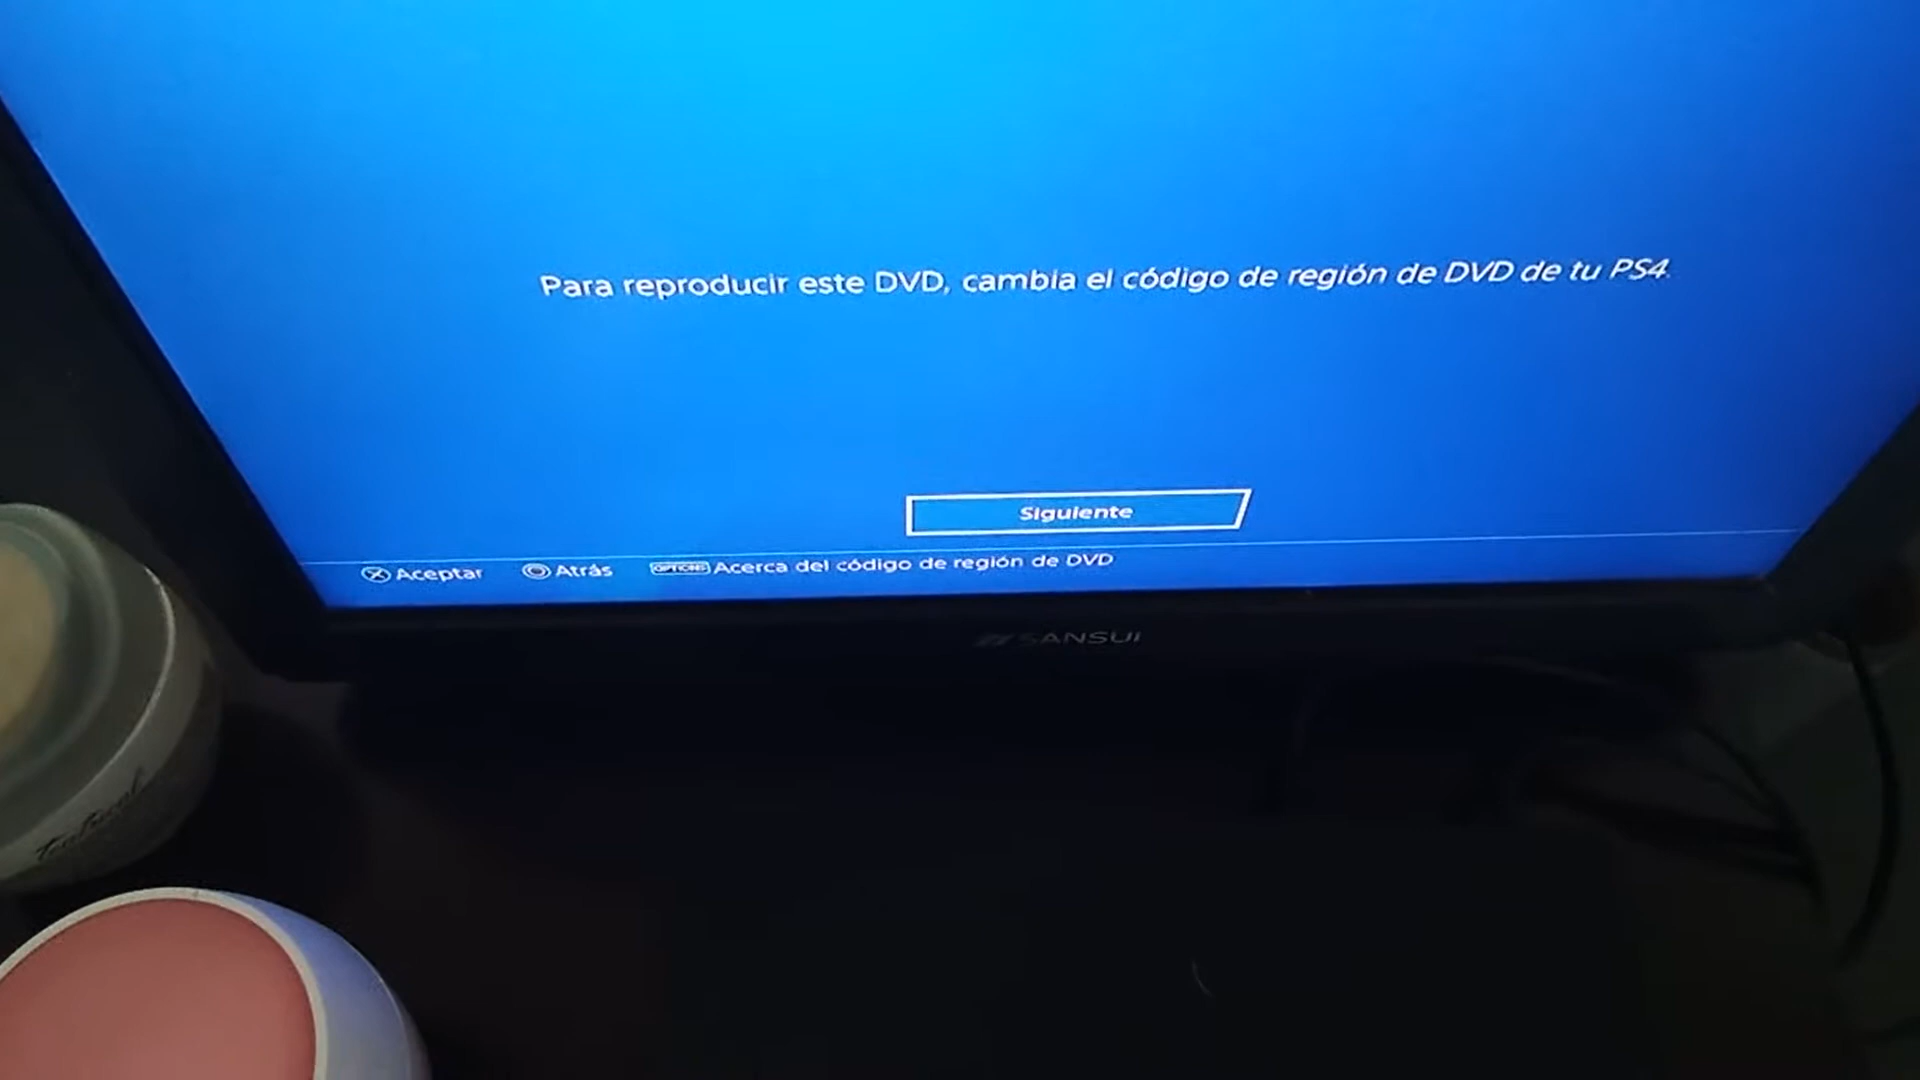 Para reproducir este DVD, cambia el código de región de DVD de tu PS4.
Siguiente
Aceptar Atrás OPTIONS Acerca del código de región de DVD
SANSUI